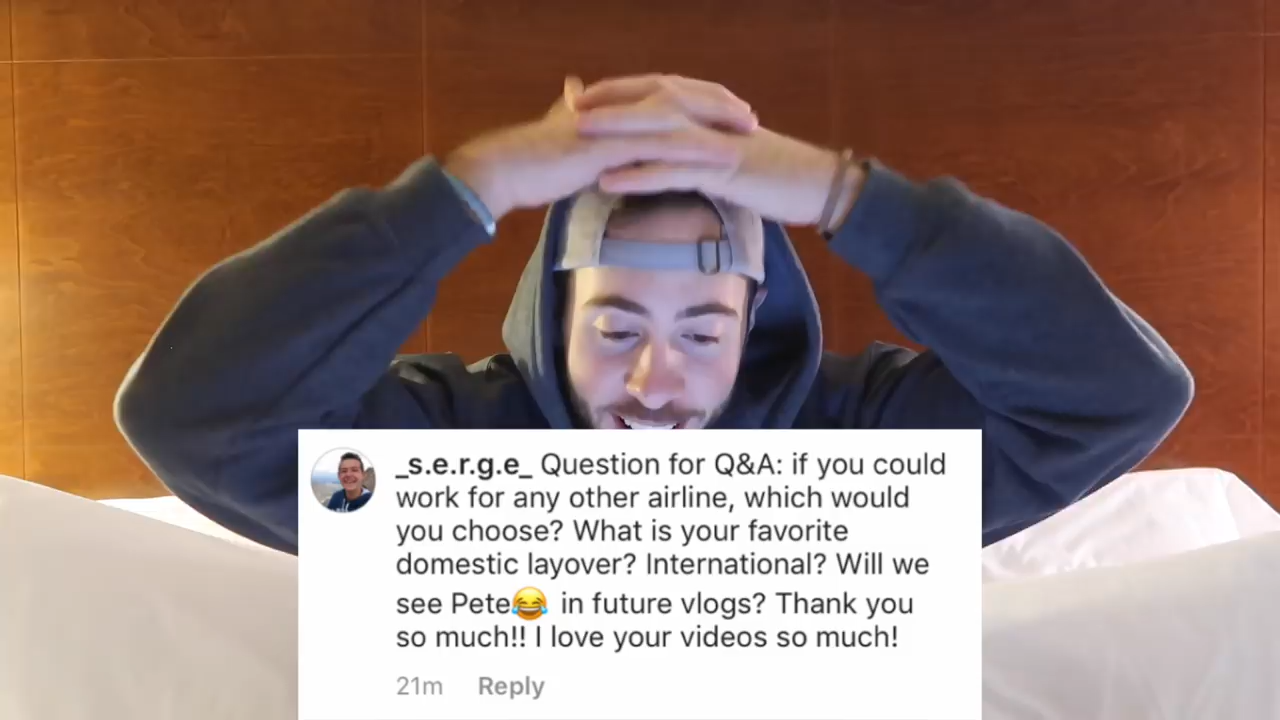 _s.e.r.g.e_ Question for Q&A: if you could
work for any other airline, which would
you choose? What is your favorite
domestic layover? International? Will we
see Pete😂 in future vlogs? Thank you
so much!! I love your videos so much!
21m Reply